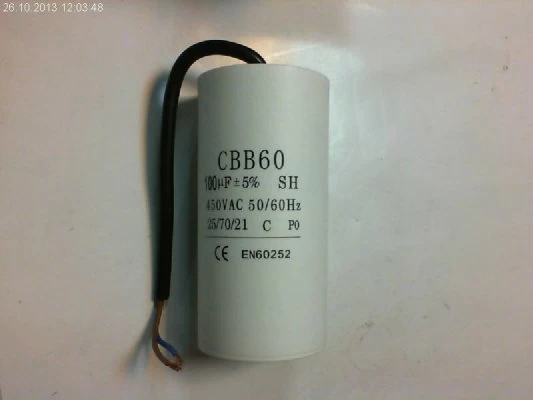 26.10.2013 12:03:48
CBB60
100µF±5% SH
450VAC 50/60Hz
25/70/21 C P0
CE EN60252